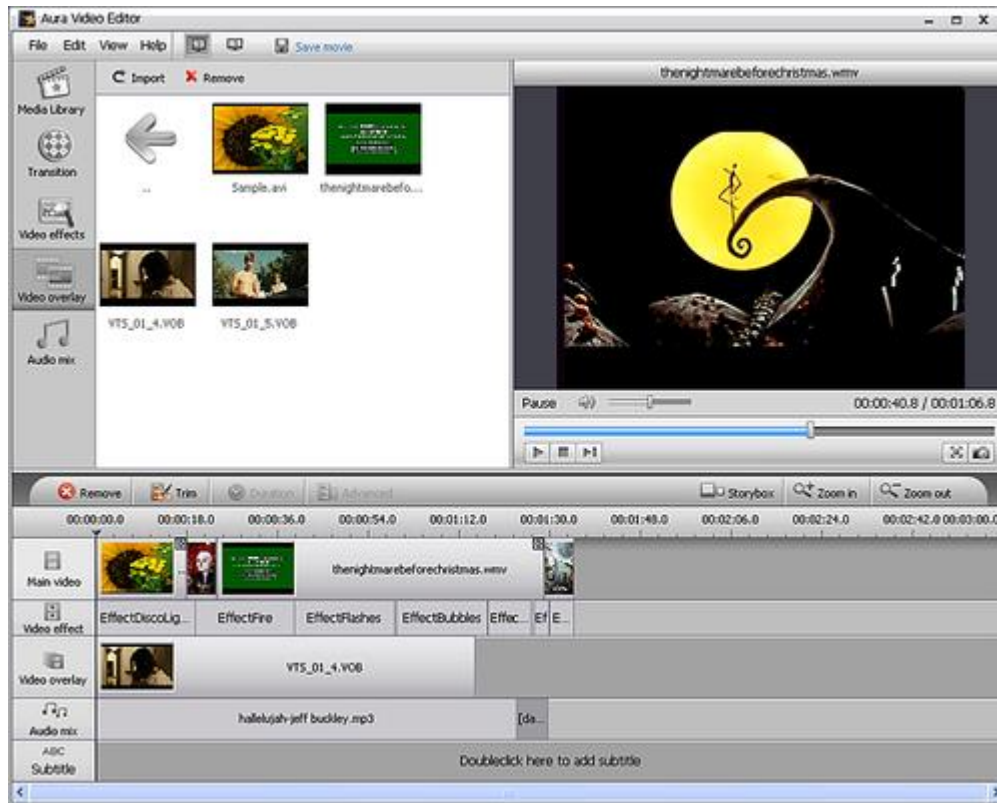 Aura Video Editor
File Edit View Help Save movie
Import Remove
thenightmarebeforechristmas.wmv
Media Library
Transition
Video effects
Video overlay
Audio mix
..
Sample.avi
thenightmarebefo...
VTS_01_4.VOB
VTS_01_5.VOB
Pause
00:00:40.8 / 00:01:06.8
Remove Trim Duration Advanced Storybox Zoom in Zoom out
00:00:00.0 00:00:18.0 00:00:36.0 00:00:54.0 00:01:12.0 00:01:30.0 00:01:48.0 00:02:06.0 00:02:24.0 00:02:42.0 00:03:00.0
Main video
thenightmarebeforechristmas.wmv
Video effect
EffectDiscoLig... EffectFire EffectFlashes EffectBubbles Effec... Ef E...
Video overlay
VTS_01_4.VOB
Audio mix
hallelujah-jeff buckley.mp3 [da...
ABC
Subtitle
Doubleclick here to add subtitle